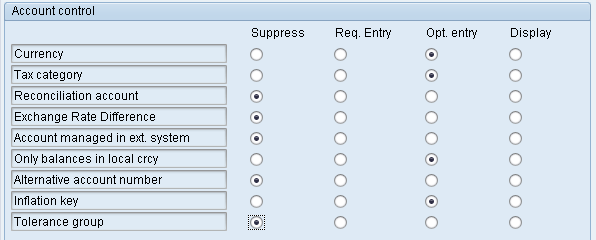 Account control
Suppress Req. Entry Opt. entry Display
Currency
Tax category
Reconciliation account
Exchange Rate Difference
Account managed in ext. system
Only balances in local crcy
Alternative account number
Inflation key
Tolerance group